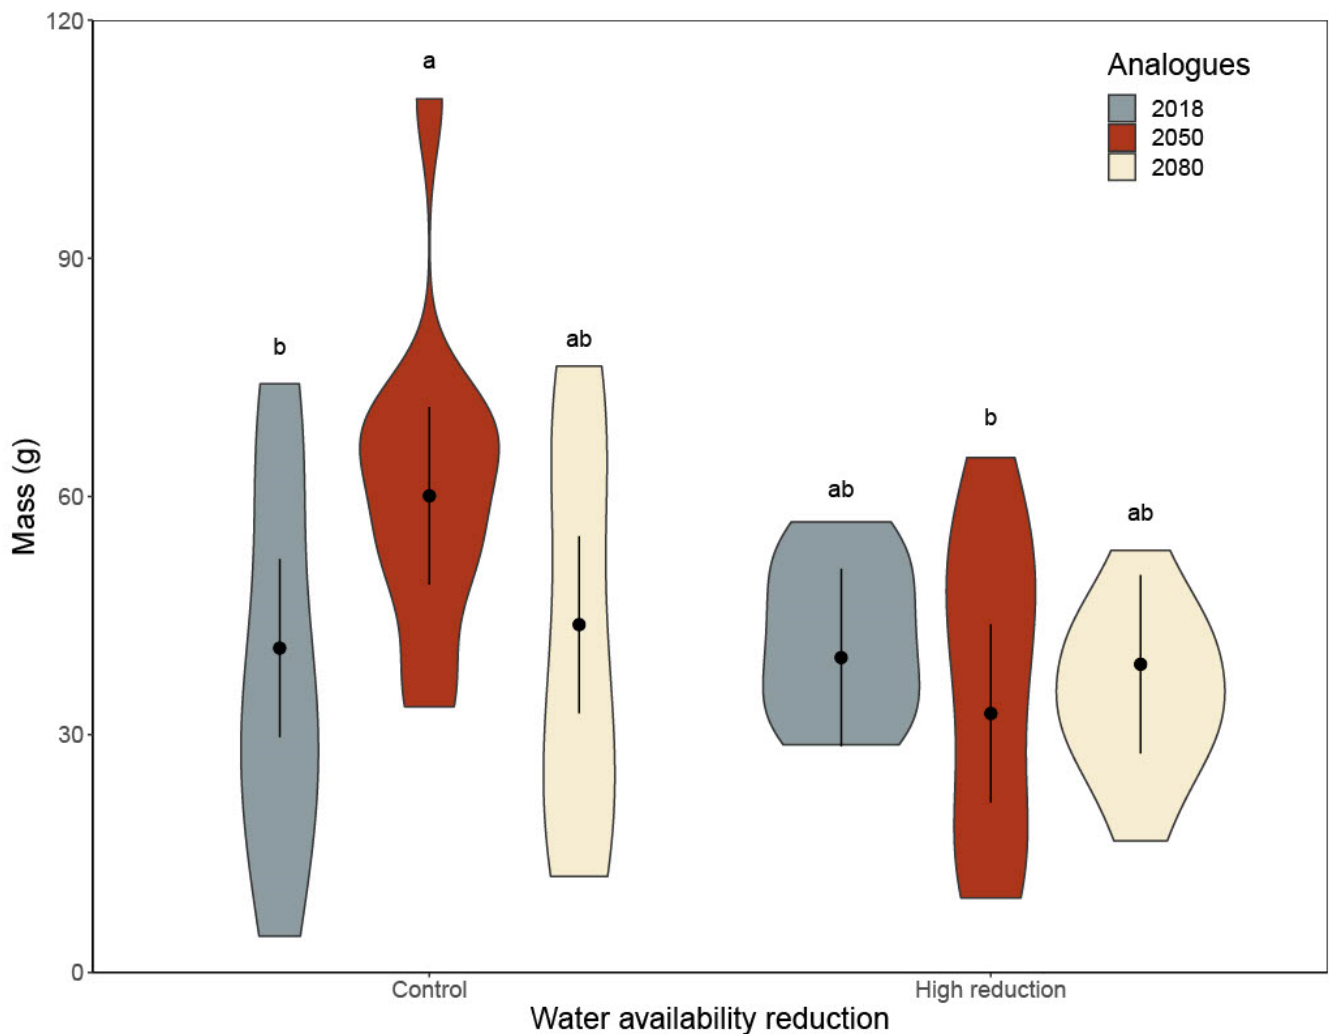 120
a
Analogues
2018
2050
2080
90
b
ab
b
ab
ab
60
Mass (g)
30
0
Control
High reduction
Water availability reduction